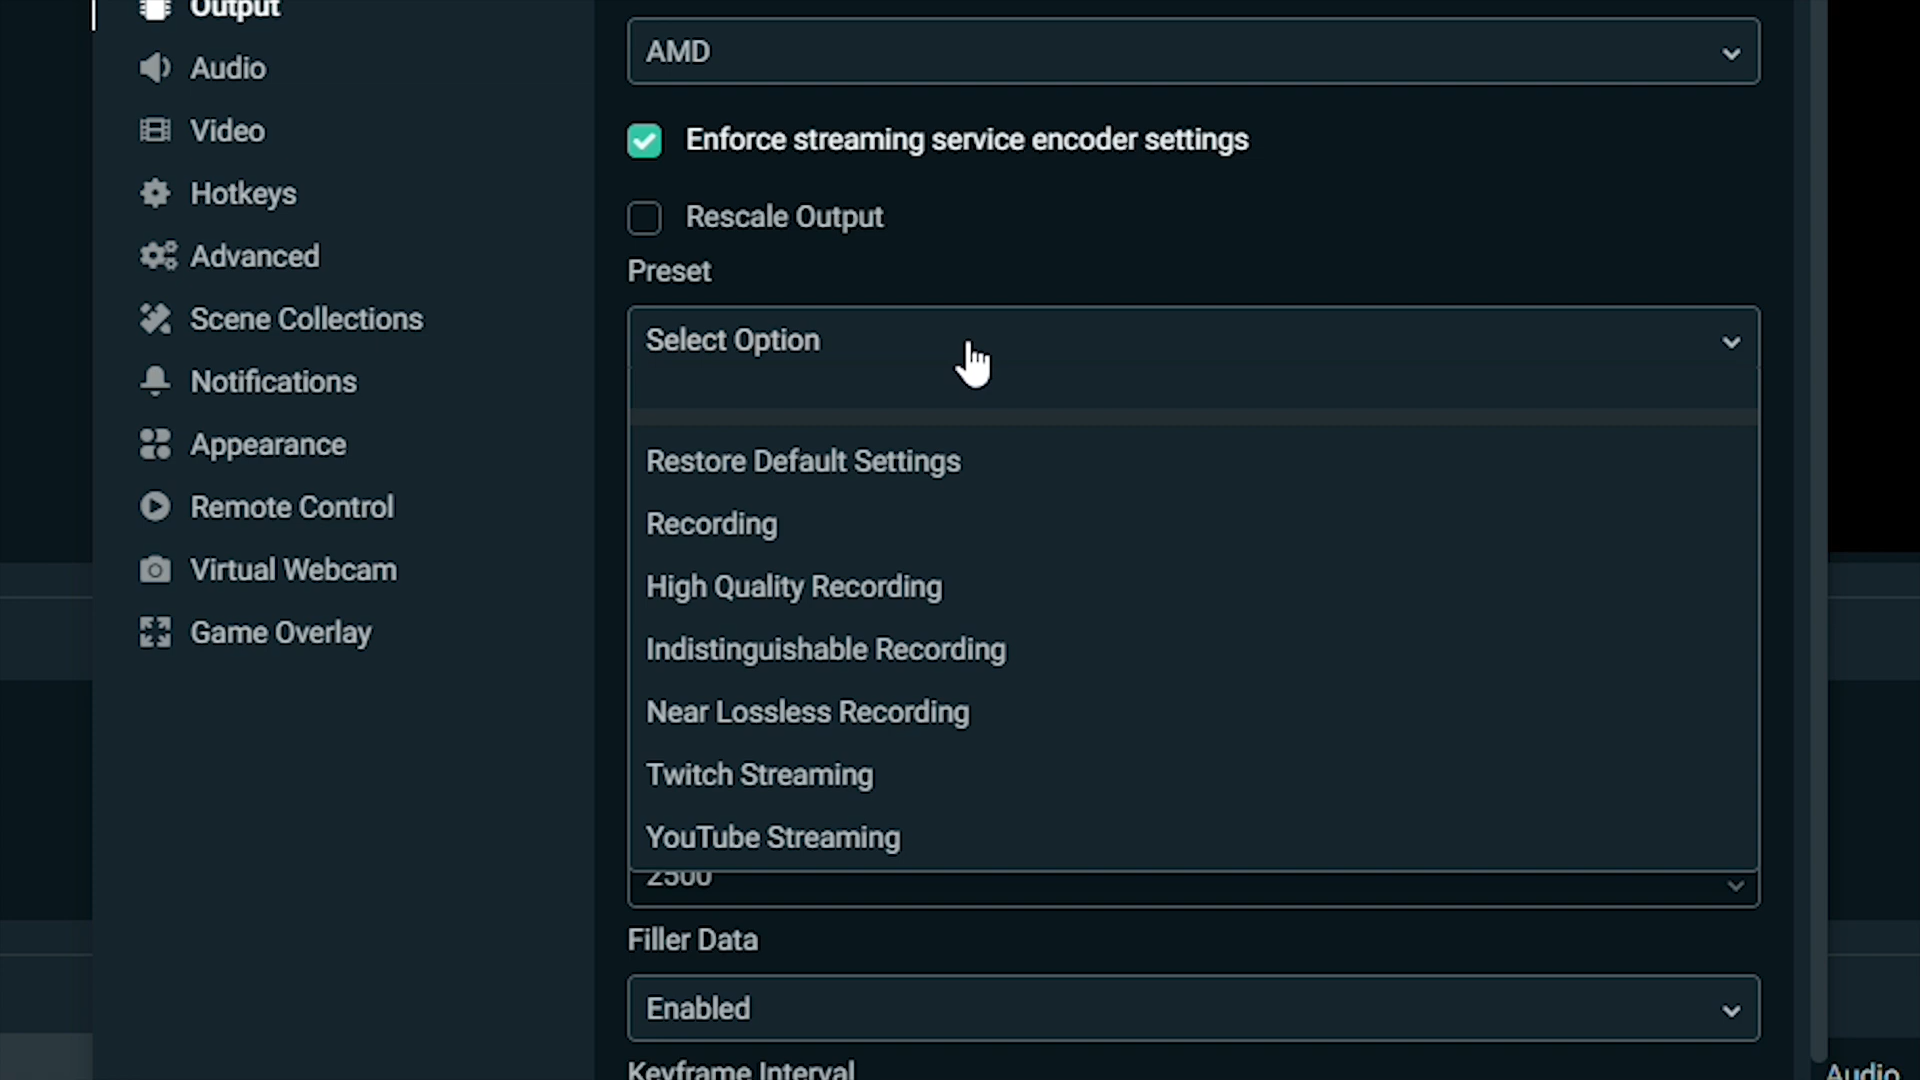 Output
Audio
Video
Hotkeys
Advanced
Scene Collections
Notifications
Appearance
Remote Control
Virtual Webcam
Game Overlay
AMD
Enforce streaming service encoder settings
Rescale Output
Preset
Select Option
Restore Default Settings
Recording
High Quality Recording
Indistinguishable Recording
Near Lossless Recording
Twitch Streaming
YouTube Streaming
2500
Filler Data
Enabled
Keyframe Interval
Audio